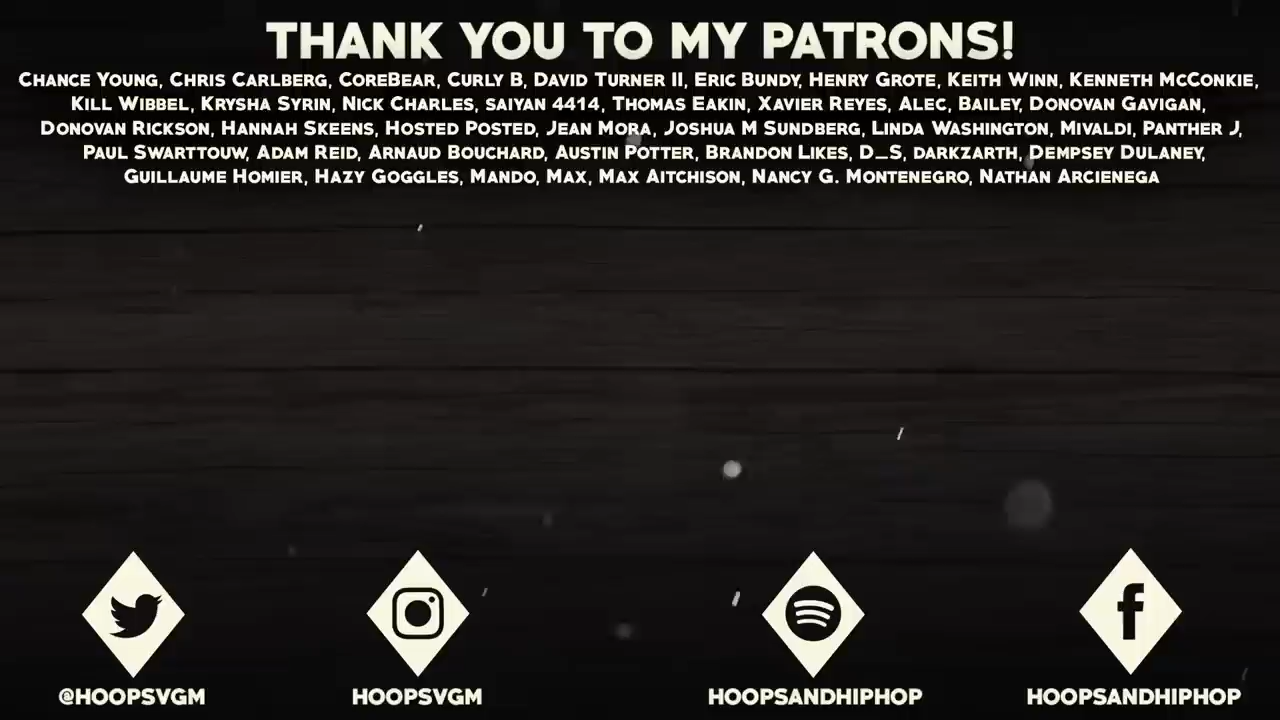 THANK YOU TO MY PATRONS!
CHANCE YOUNG, CHRIS CARLBERG, COREBEAR, CURLY B, DAVID TURNER II, ERIC BUNDY, HENRY GROTE, KEITH WINN, KENNETH MCCONKIE,
KILL WIBBEL, KRYSHA SYRIN, NICK CHARLES, SAIYAN 4414, THOMAS EAKIN, XAVIER REYES, ALEC, BAILEY, DONOVAN GAVIGAN,
DONOVAN RICKSON, HANNAH SKEENS, HOSTED POSTED, JEAN MORA, JOSHUA M SUNDBERG, LINDA WASHINGTON, MIVALDI, PANTHER J,
PAUL SWARTTOUW, ADAM REID, ARNAUD BOUCHARD, AUSTIN POTTER, BRANDON LIKES, D_S, DARKZARTH, DEMPSEY DULANEY,
GUILLAUME HOMIER, HAZY GOGGLES, MANDO, MAX, MAX AITCHISON, NANCY G. MONTENEGRO, NATHAN ARCIENEGA
@HOOPSVGM HOOPSVGM HOOPSANDHIPHOP HOOPSANDHIPHOP